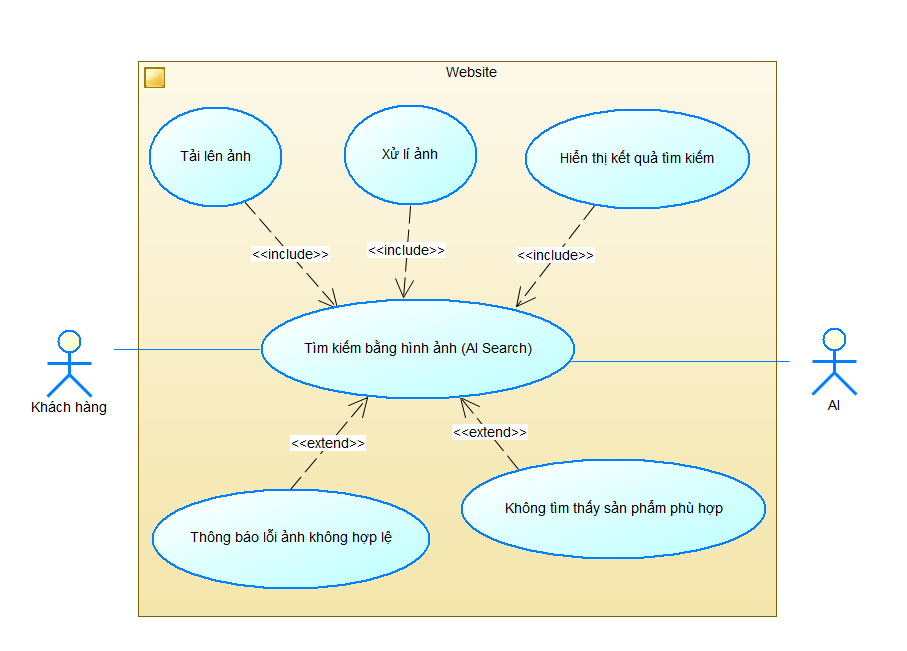 Website
Tải lên ảnh
Xử lí ảnh
Hiển thị kết quả tìm kiếm
<<include>>
<<include>>
<<include>>
Tìm kiếm bằng hình ảnh (AI Search)
Khách hàng
AI
<<extend>>
<<extend>>
Thông báo lỗi ảnh không hợp lệ
Không tìm thấy sản phẩm phù hợp